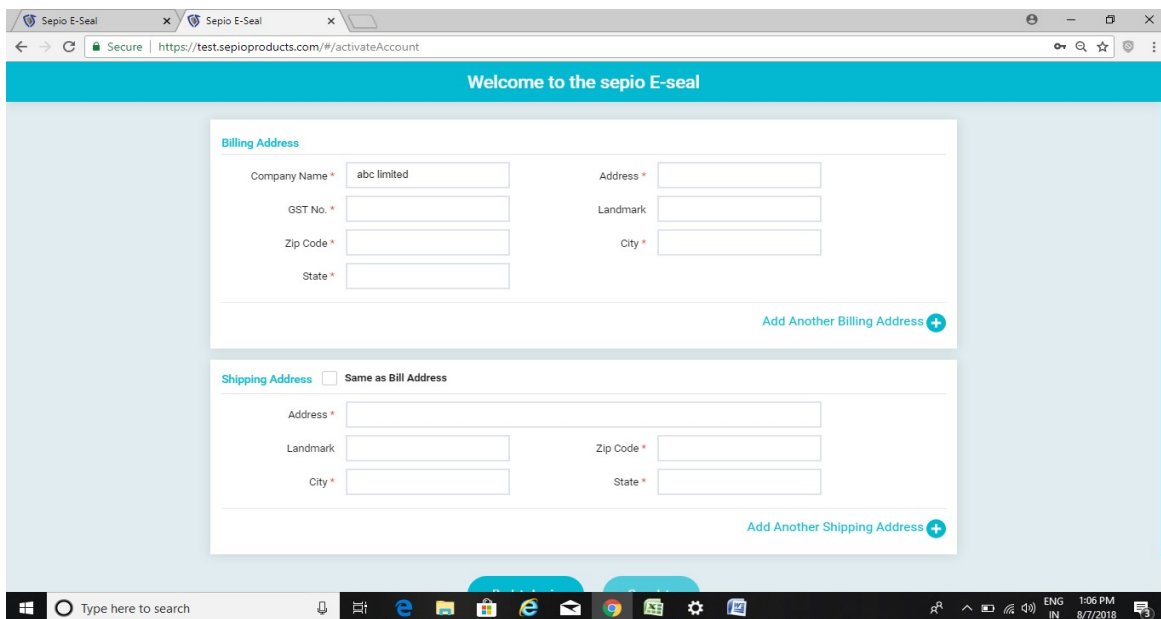 Sepio E-Seal
Sepio E-Seal
Secure | https://test.sepioproducts.com/#/activateAccount
Welcome to the sepio E-seal
Billing Address
Company Name * abc limited Address *
GST No. * Landmark
Zip Code * City *
State *
Add Another Billing Address
Shipping Address Same as Bill Address
Address *
Landmark Zip Code *
City * State *
Add Another Shipping Address
Type here to search
ENG 1:06 PM
IN 8/7/2018
3